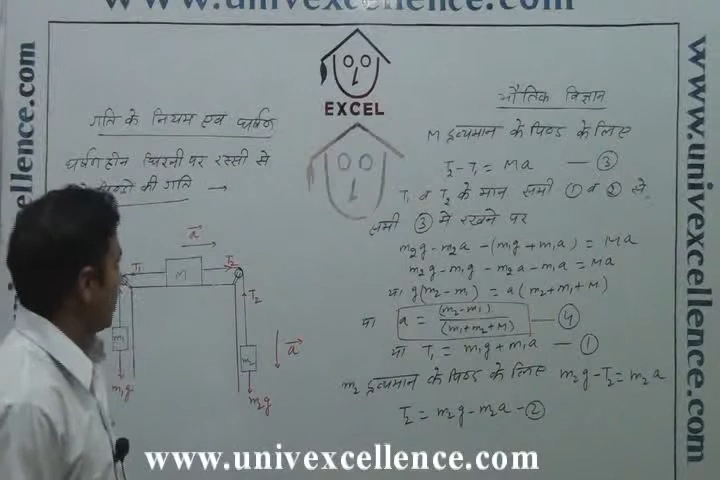 www.univexcellence.com
EXCEL
www.univexcellence.com
गति के नियम एवं घर्षण
घर्षणहीन घिरनी पर रस्सी से
पिण्डो की गति →
a
T₁
M
T₂
T₂
m₁
m₁g
m₂
m₂g
a
भौतिक विज्ञान
M द्रव्यमान के पिण्ड के लिए
T₂ - T₁ = Ma — ③
T₁ व T₂ के मान समी ① व ② से
समी ③ मे रखने पर
m₂g - m₂a - (m₁g + m₁a) = Ma
m₂g - m₁g - m₂a - m₁a = Ma
या g(m₂ - m₁) = a(m₂ + m₁ + M)
या a = (m₂ - m₁) / (m₁ + m₂ + M) — ④
या T₁ = m₁g + m₁a — ①
m₂ द्रव्यमान के पिण्ड के लिए m₂g - T₂ = m₂a
T₂ = m₂g - m₂a - ②
www.univexcellence.com
www.univexcellence.com